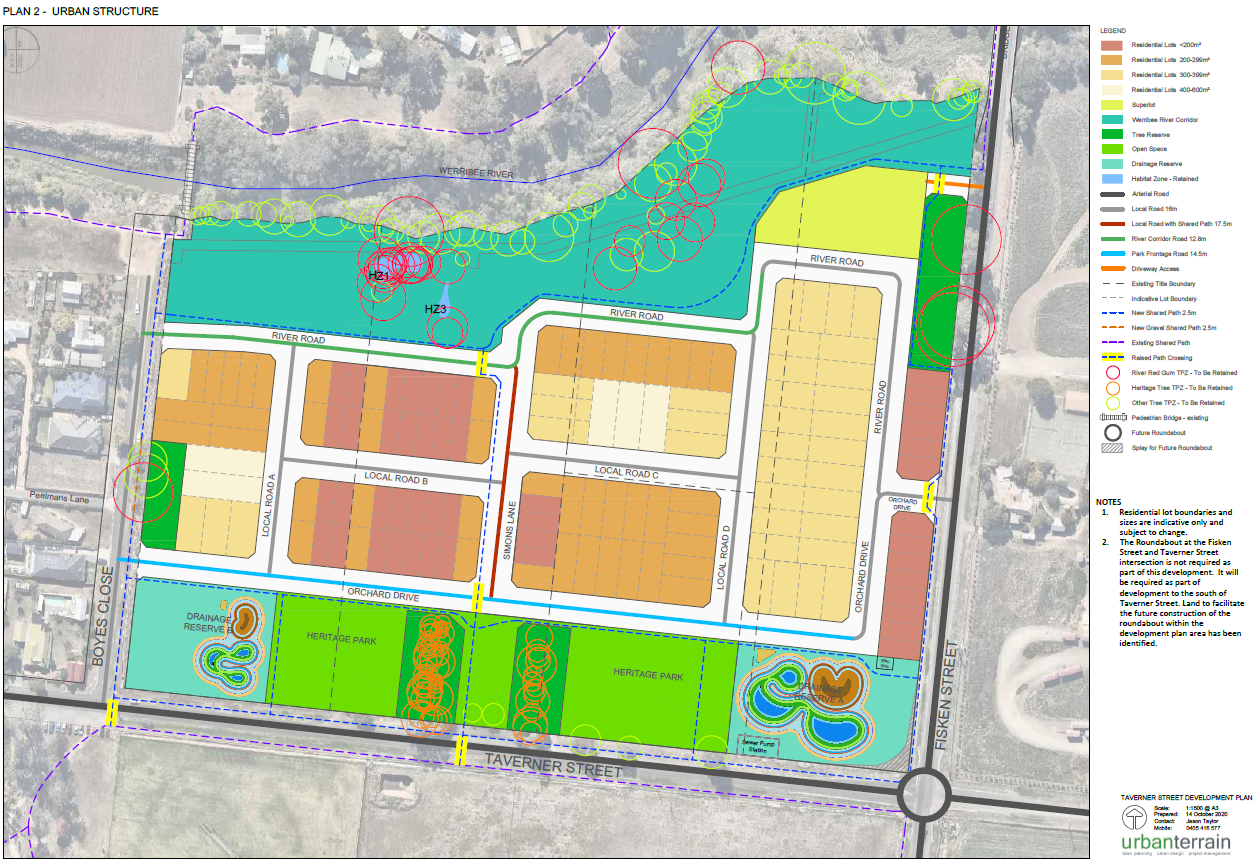 PLAN 2 - URBAN STRUCTURE
WERRIBEE RIVER
HZ1
HZ3
RIVER ROAD
RIVER ROAD
RIVER ROAD
RIVER ROAD
LOCAL ROAD A
LOCAL ROAD B
LOCAL ROAD C
LOCAL ROAD D
SIMONS LANE
ORCHARD DRIVE
ORCHARD
DRIVE
ORCHARD DRIVE
Peelmans Lane
BOYES CLOSE
DRAINAGE
RESERVE B
HERITAGE PARK
HERITAGE PARK
DRAINAGE
RESERVE A
Sewer Pump
Station
TAVERNER STREET
FISKEN STREET
LEGEND
Residential Lots <200m²
Residential Lots 200-299m²
Residential Lots 300-399m²
Residential Lots 400-600m²
Superlot
Werribee River Corridor
Tree Reserve
Open Space
Drainage Reserve
Habitat Zone - Retained
Arterial Road
Local Road 16m
Local Road with Shared Path 17.5m
River Corridor Road 12.8m
Park Frontage Road 14.5m
Driveway Access
Existing Title Boundary
Indicative Lot Boundary
New Shared Path 2.5m
New Gravel Shared Path 2.5m
Existing Shared Path
Raised Path Crossing
River Red Gum TPZ - To Be Retained
Heritage Tree TPZ - To Be Retained
Other Tree TPZ - To Be Retained
Pedestrian Bridge - existing
Future Roundabout
Splay for Future Roundabout
NOTES
1. Residential lot boundaries and
sizes are indicative only and
subject to change.
2. The Roundabout at the Fisken
Street and Taverner Street
intersection is not required as
part of this development. It will
be required as part of
development to the south of
Taverner Street. Land to facilitate
the future construction of the
roundabout within the
development plan area has been
identified.
TAVERNER STREET DEVELOPMENT PLAN
Scale: 1:1500 @ A3
Prepared: 14 October 2020
Contact: Jason Taylor
Mobile: 0405 416 577
urbanterrain
town planning urban design project management